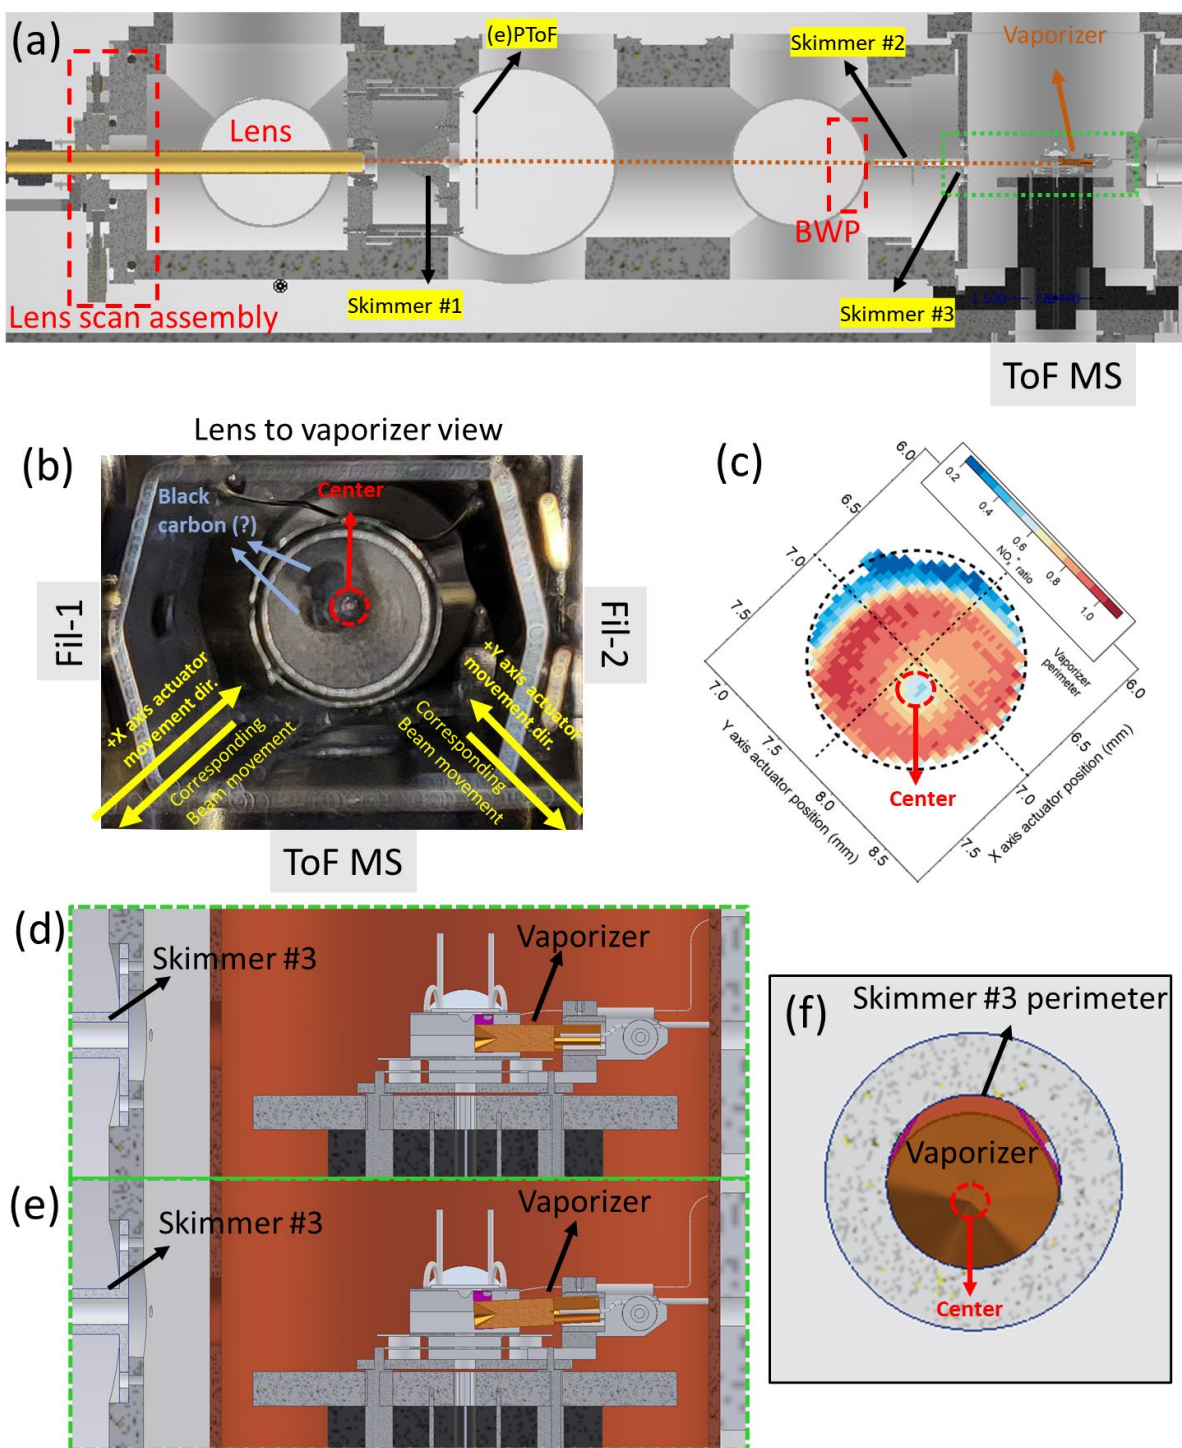 (a)
(e)PToF
Skimmer #2
Vaporizer
Lens
BWP
Skimmer #1
Skimmer #3
Lens scan assembly
ToF MS
Lens to vaporizer view
(b)
Black
carbon (?)
Center
Fil-1
Fil-2
+X axis actuator
movement dir.
Corresponding
Beam movement
+Y axis actuator
movement dir.
Corresponding
Beam movement
ToF MS
(c)
6.0
6.5
7.0
7.5
0.2
0.4
0.6
0.8
1.0
Vaporizer
perimeter
Center
7.0
7.5
8.0
8.5
Y axis actuator position (mm)
6.0
6.5
7.0
7.5
X axis actuator position (mm)
(d)
Skimmer #3
Vaporizer
(e)
Skimmer #3
Vaporizer
(f)
Skimmer #3 perimeter
Vaporizer
Center